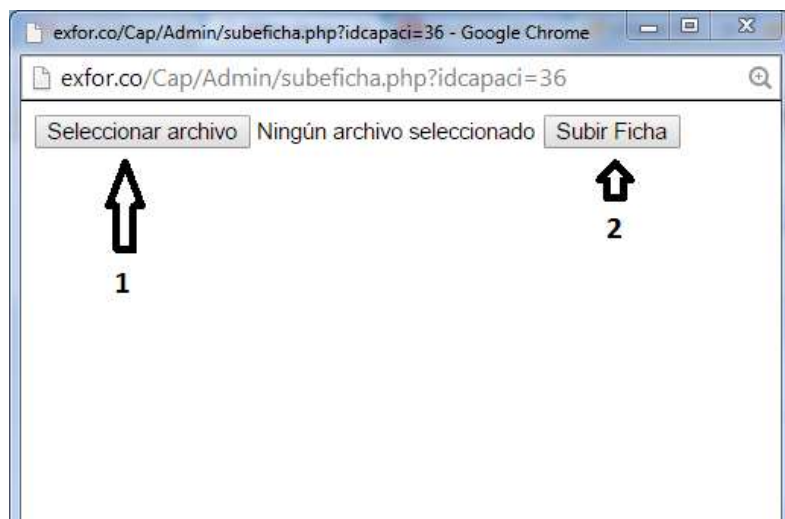 exfor.co/Cap/Admin/subeficha.php?idcapaci=36 - Google Chrome
exfor.co/Cap/Admin/subeficha.php?idcapaci=36
Seleccionar archivo Ningún archivo seleccionado Subir Ficha
2
1